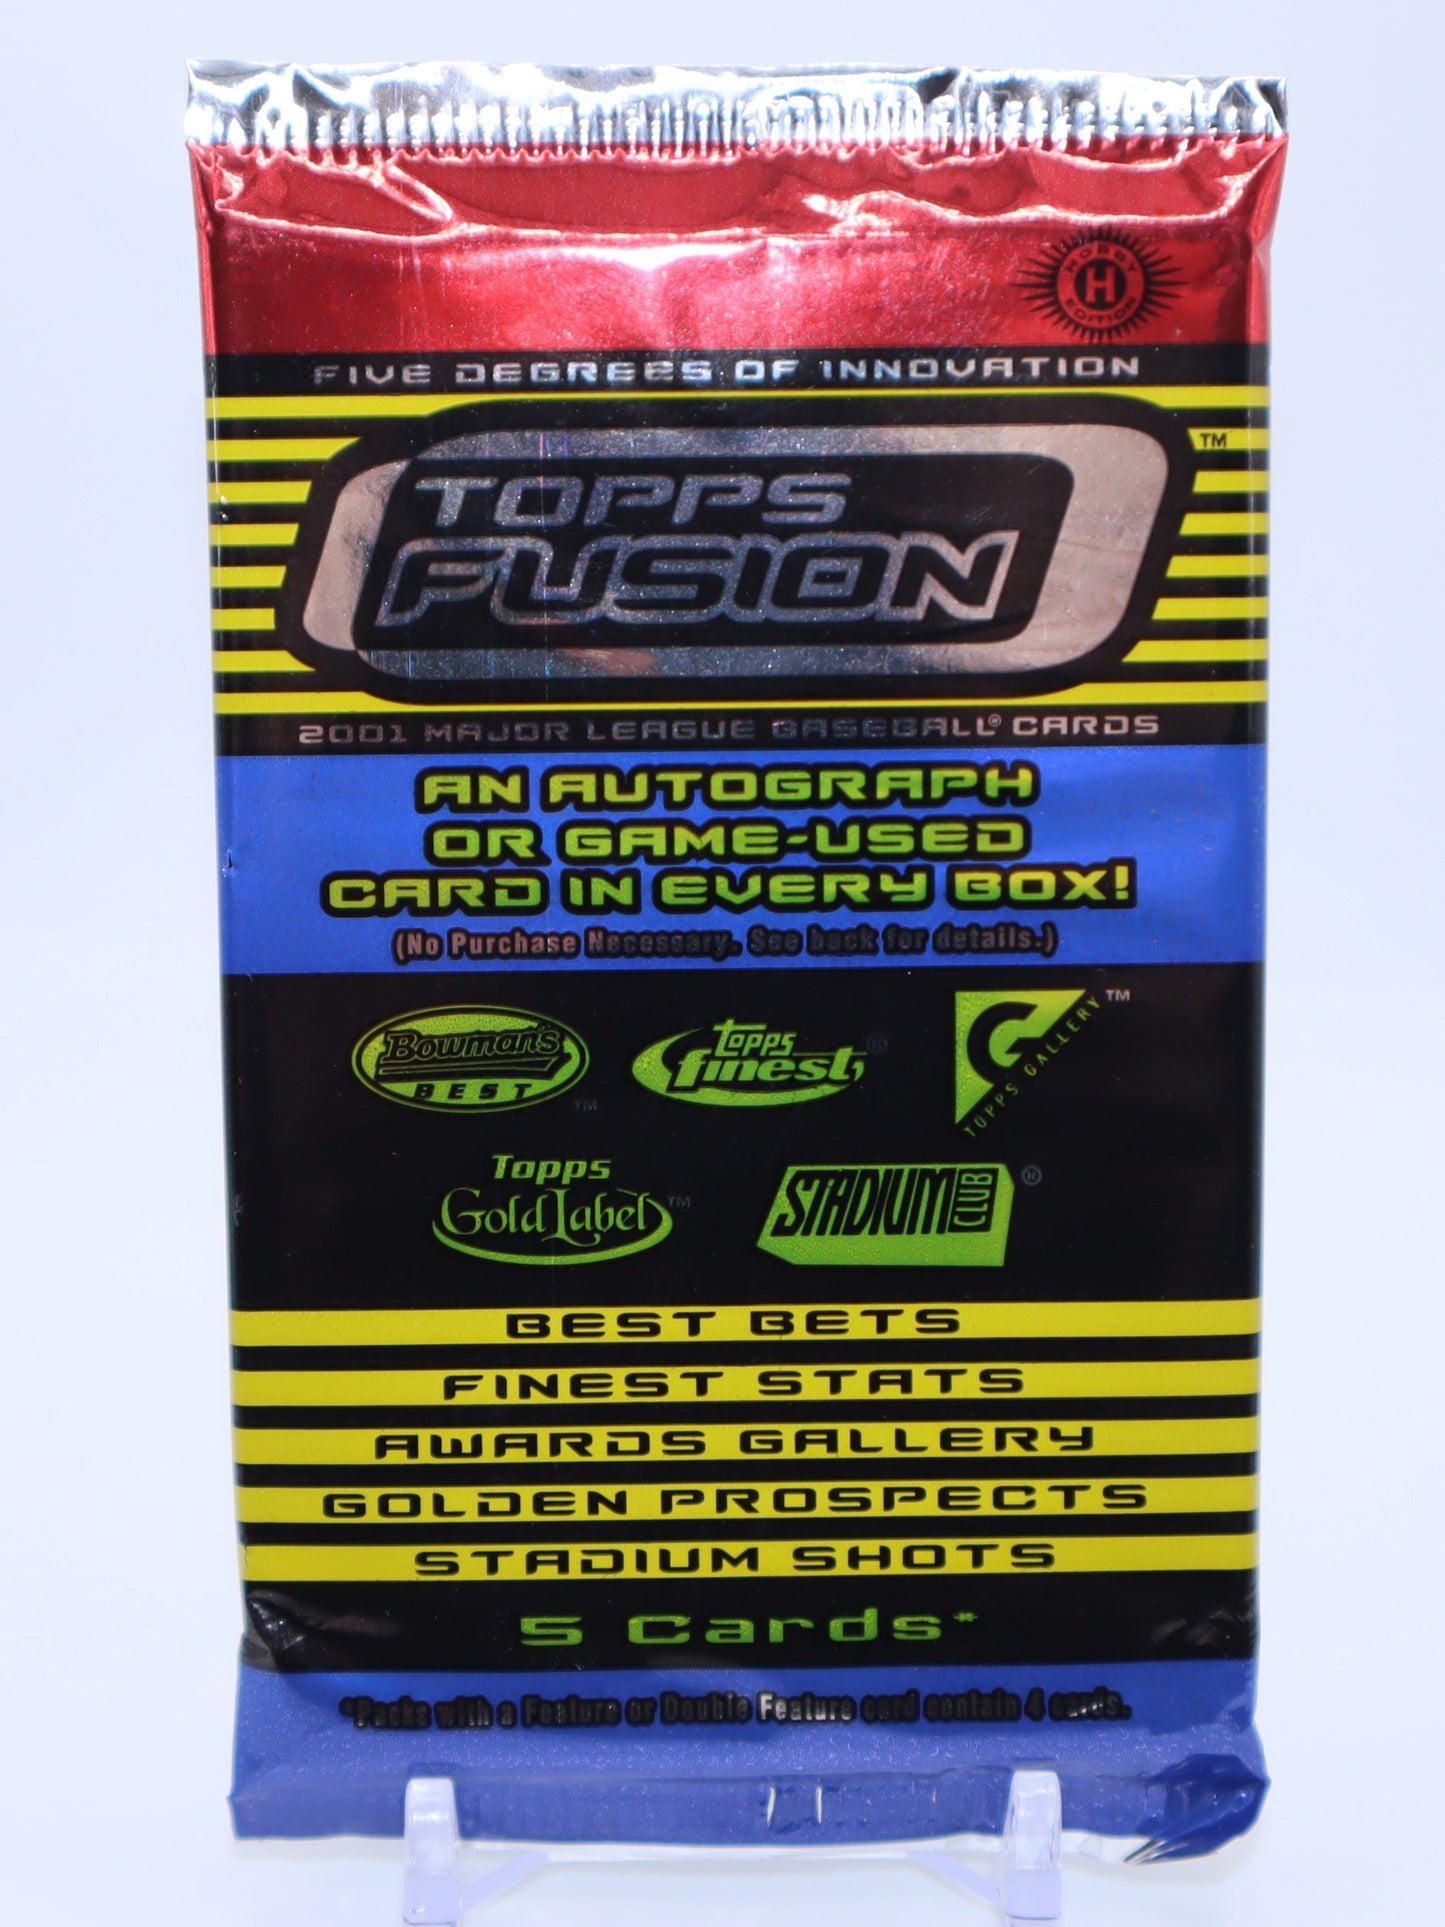 HOBBY
H
EDITION
FIVE DEGREES OF INNOVATION
TOPPS
FUSION
TM
2001 MAJOR LEAGUE BASEBALL® CARDS
AN AUTOGRAPH
OR GAME-USED
CARD IN EVERY BOX!
(No Purchase Necessary. See back for details.)
Bowman's
BEST
TM
topps
finest
®
G
TOPPS GALLERY
TM
Topps
Gold Label
TM
STADIUM
CLUB
®
BEST BETS
FINEST STATS
AWARDS GALLERY
GOLDEN PROSPECTS
STADIUM SHOTS
5 Cards*
*Packs with a Feature or Double Feature card contain 4 cards.